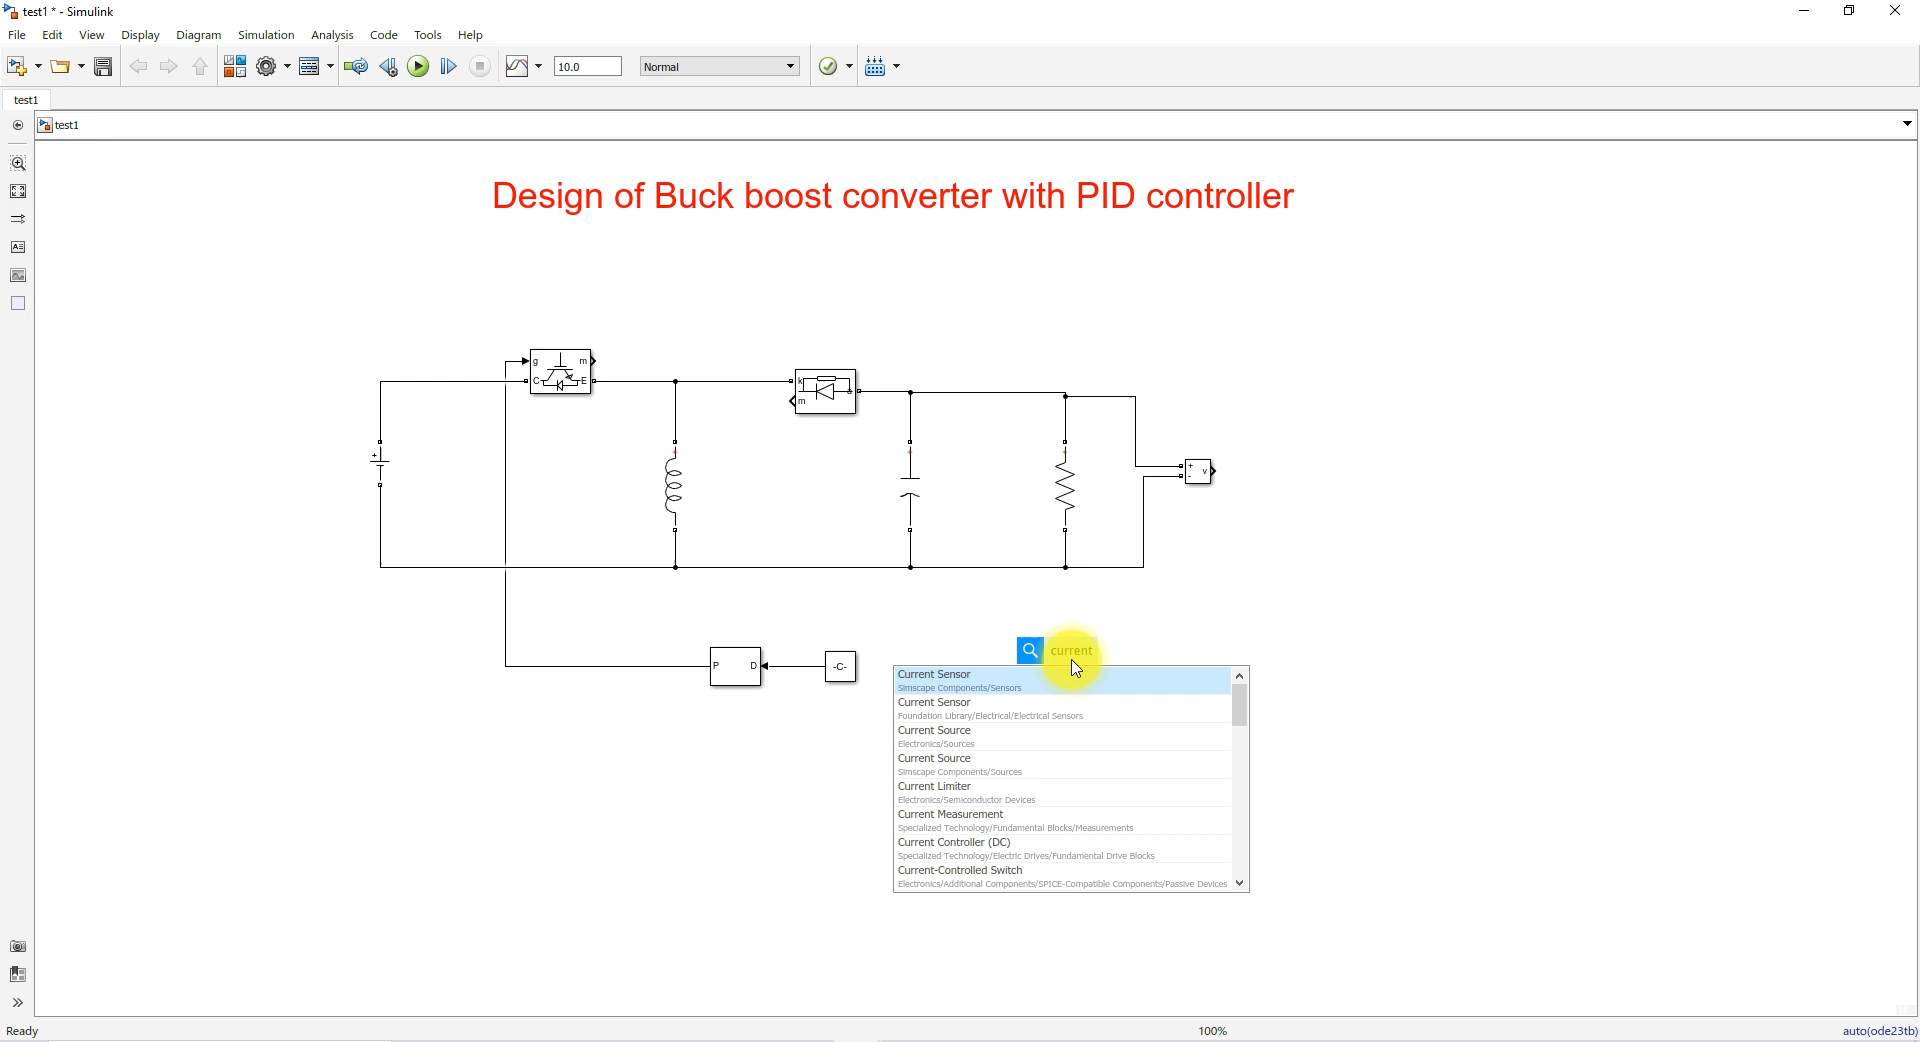 test1 * - Simulink
File Edit View Display Diagram Simulation Analysis Code Tools Help
10.0 Normal
test1
test1
Design of Buck boost converter with PID controller
g m
C E
k a
m
+
+ v
-
P D -C-
current
Current Sensor
Simscape Components/Sensors
Current Sensor
Foundation Library/Electrical/Electrical Sensors
Current Source
Electronics/Sources
Current Source
Simscape Components/Sources
Current Limiter
Electronics/Semiconductor Devices
Current Measurement
Specialized Technology/Fundamental Blocks/Measurements
Current Controller (DC)
Specialized Technology/Electric Drives/Fundamental Drive Blocks
Current-Controlled Switch
Electronics/Additional Components/SPICE-Compatible Components/Passive Devices
Ready 100% auto(ode23tb)